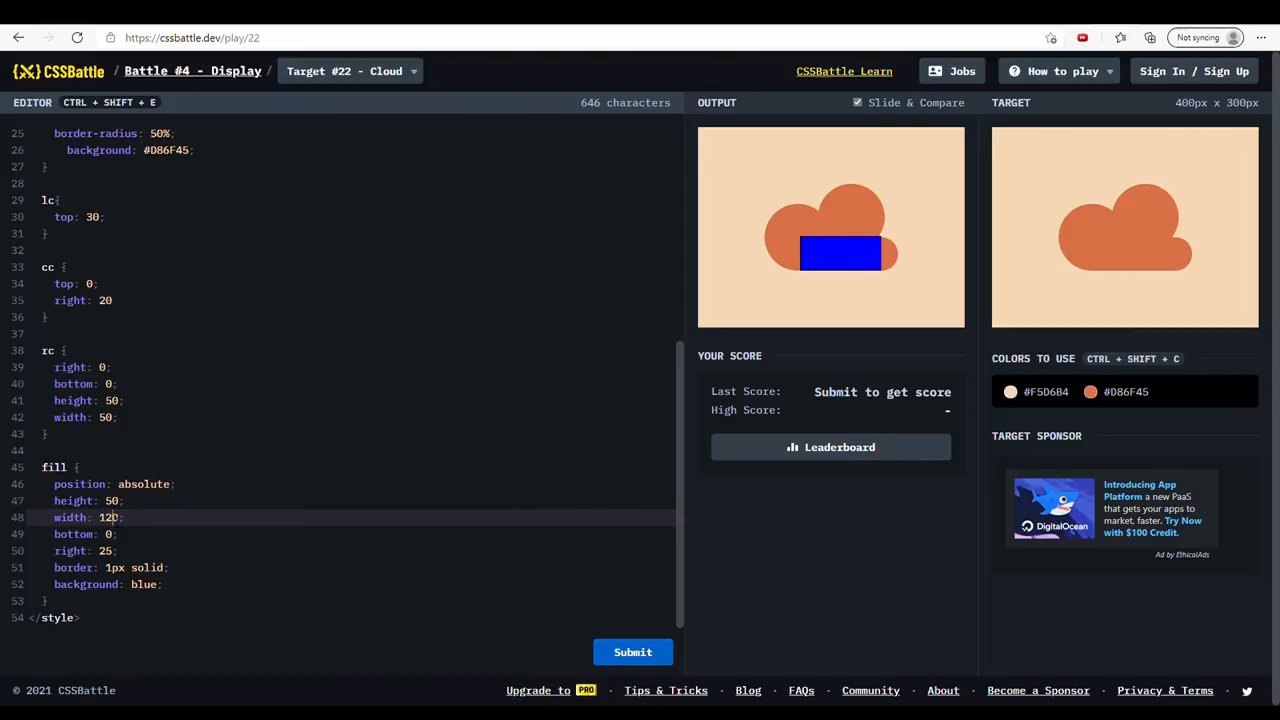 https://cssbattle.dev/play/22
Not syncing
{X} CSSBattle / Battle #4 - Display / Target #22 - Cloud
CSSBattle Learn
Jobs
How to play
Sign In / Sign Up
EDITOR CTRL + SHIFT + E 646 characters
OUTPUT Slide & Compare
TARGET 400px x 300px
25 border-radius: 50%;
26 background: #D86F45;
27 }
28
29 lc{
30 top: 30;
31 }
32
33 cc {
34 top: 0;
35 right: 20
36 }
37
38 rc {
39 right: 0;
40 bottom: 0;
41 height: 50;
42 width: 50;
43 }
44
45 fill {
46 position: absolute;
47 height: 50;
48 width: 120;
49 bottom: 0;
50 right: 25;
51 border: 1px solid;
52 background: blue;
53 }
54 </style>
Submit
YOUR SCORE
Last Score: Submit to get score
High Score: -
Leaderboard
COLORS TO USE CTRL + SHIFT + C
#F5D6B4 #D86F45
TARGET SPONSOR
DigitalOcean
Introducing App
Platform a new PaaS
that gets your apps to
market, faster. Try Now
with $100 Credit.
Ad by EthicalAds
© 2021 CSSBattle
Upgrade to PRO · Tips & Tricks · Blog · FAQs · Community · About · Become a Sponsor · Privacy & Terms ·